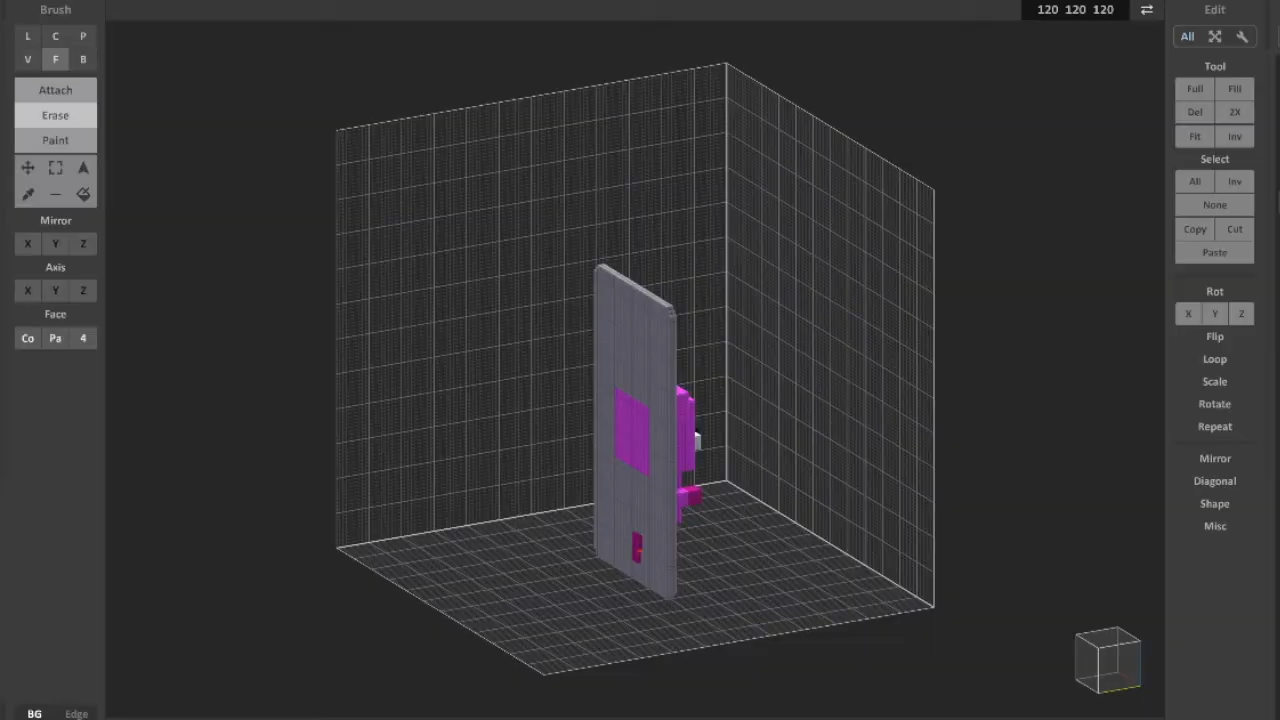 Brush
L C P
V F B
Attach
Erase
Paint
Mirror
X Y Z
Axis
X Y Z
Face
Co Pa 4
BG Edge
120 120 120
Edit
All
Tool
Full Fill
Del 2X
Fit Inv
Select
All Inv
None
Copy Cut
Paste
Rot
X Y Z
Flip
Loop
Scale
Rotate
Repeat
Mirror
Diagonal
Shape
Misc